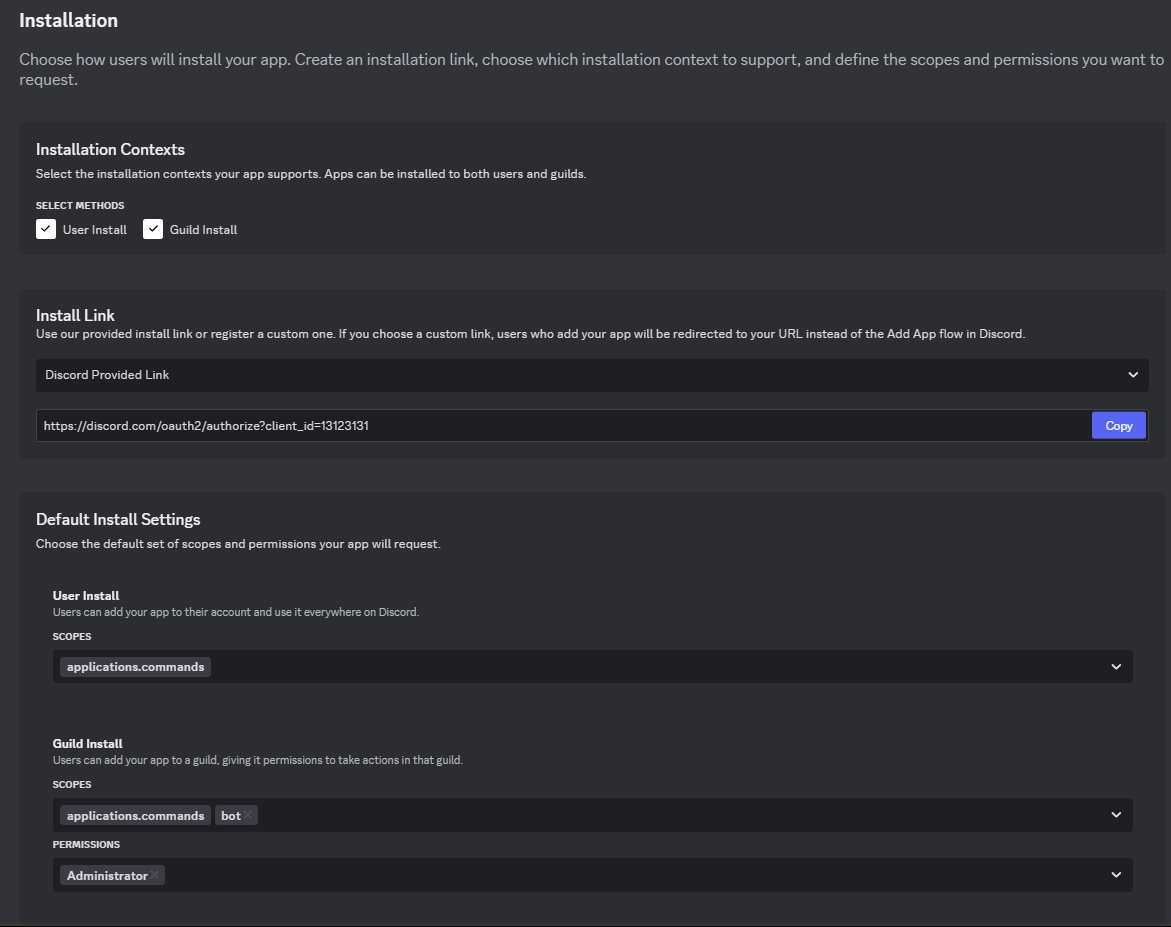 Installation
Choose how users will install your app. Create an installation link, choose which installation context to support, and define the scopes and permissions you want to
request.
Installation Contexts
Select the installation contexts your app supports. Apps can be installed to both users and guilds.
SELECT METHODS
User Install Guild Install
Install Link
Use our provided install link or register a custom one. If you choose a custom link, users who add your app will be redirected to your URL instead of the Add App flow in Discord.
Discord Provided Link
https://discord.com/oauth2/authorize?client_id=13123131 Copy
Default Install Settings
Choose the default set of scopes and permissions your app will request.
User Install
Users can add your app to their account and use it everywhere on Discord.
SCOPES
applications.commands
Guild Install
Users can add your app to a guild, giving it permissions to take actions in that guild.
SCOPES
applications.commands bot
PERMISSIONS
Administrator